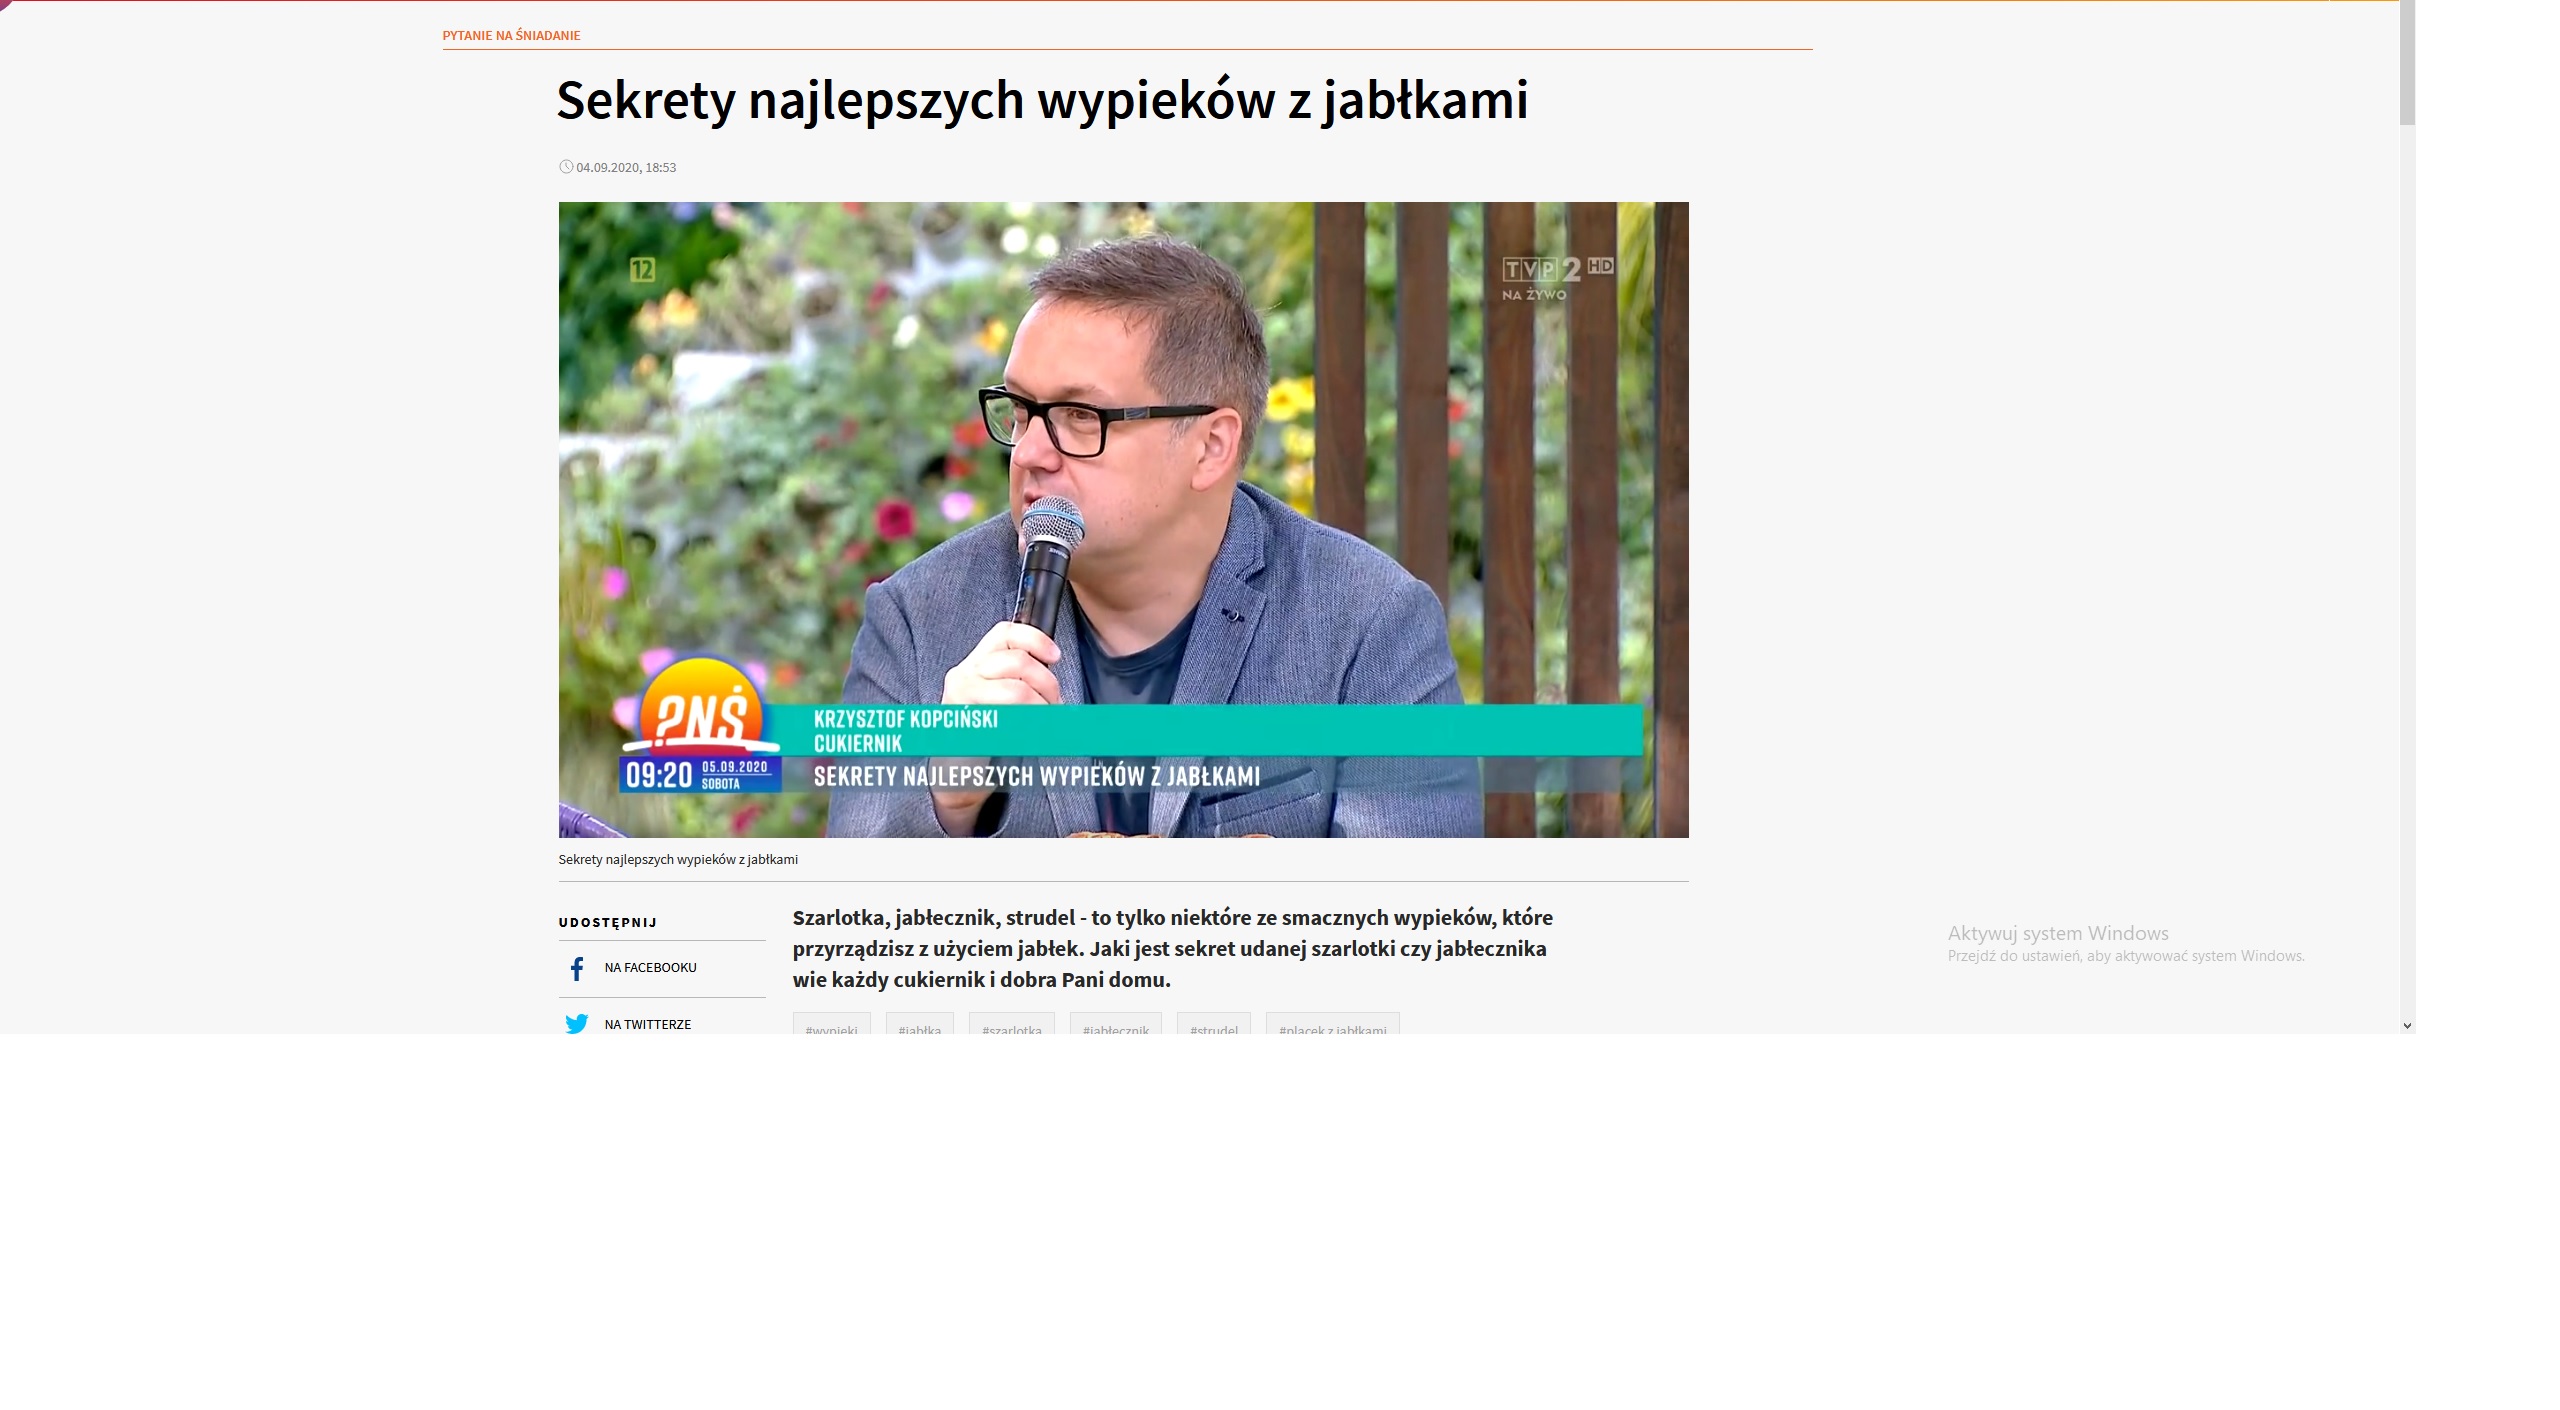 PYTANIE NA ŚNIADANIE
Sekrety najlepszych wypieków z jabłkami
04.09.2020, 18:53
12
TVP 2 HD
NA ŻYWO
?NŚ
KRZYSZTOF KOPCIŃSKI
CUKIERNIK
09:20 05.09.2020
SOBOTA
SEKRETY NAJLEPSZYCH WYPIEKÓW Z JABŁKAMI
Sekrety najlepszych wypieków z jabłkami
UDOSTĘPNIJ
NA FACEBOOKU
NA TWITTERZE
Szarlotka, jabłecznik, strudel - to tylko niektóre ze smacznych wypieków, które
przyrządzisz z użyciem jabłek. Jaki jest sekret udanej szarlotki czy jabłecznika
wie każdy cukiernik i dobra Pani domu.
#wypieki #jabłka #szarlotka #jabłecznik #strudel #placek z jabłkami
Aktywuj system Windows
Przejdź do ustawień, aby aktywować system Windows.